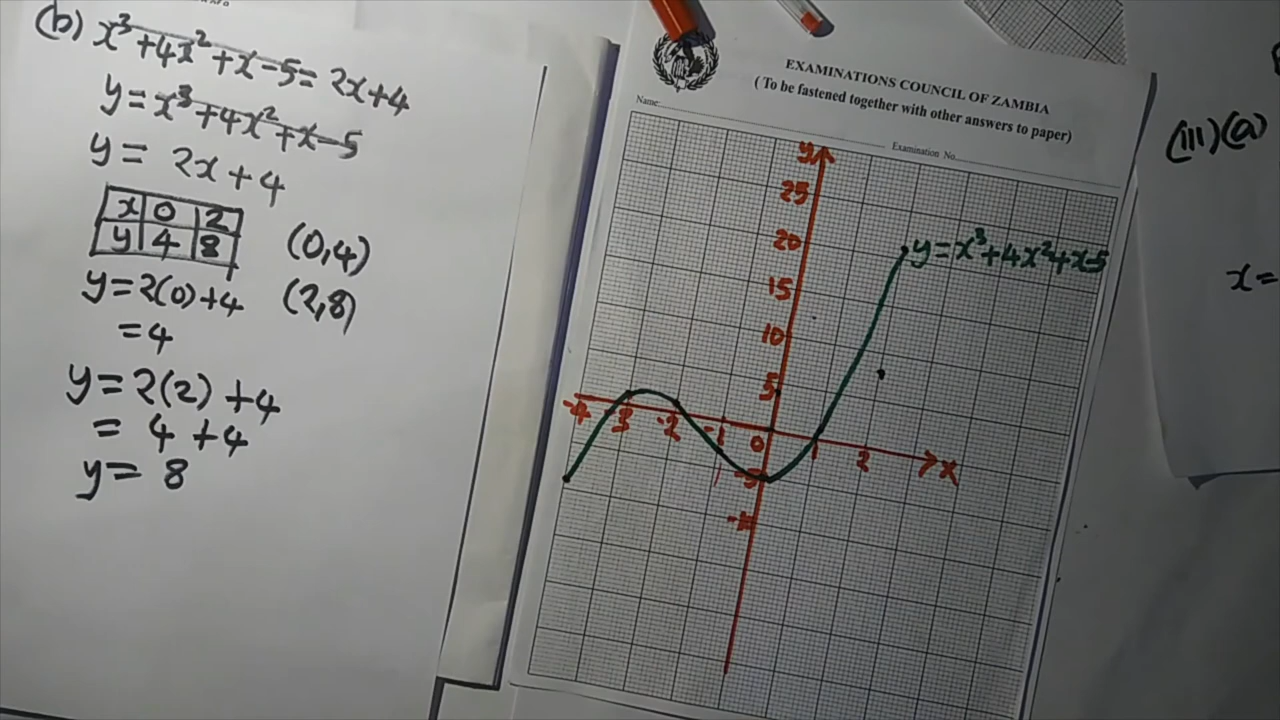 (b) x³+4x²+x-5= 2x+4
y= x³+4x²+x-5
y= 2x+4
x 0 2
y 4 8
(0,4)
y=2(0)+4
(2,8)
=4
y=2(2)+4
= 4+4
y= 8
EXAMINATIONS COUNCIL OF ZAMBIA
( To be fastened together with other answers to paper)
Name:
Examination No.
y
25
20
15
10
5
-4 3 -2 -1 0 1 2 x
-5
y=x³+4x²+x-5
(iii)(a)
x=